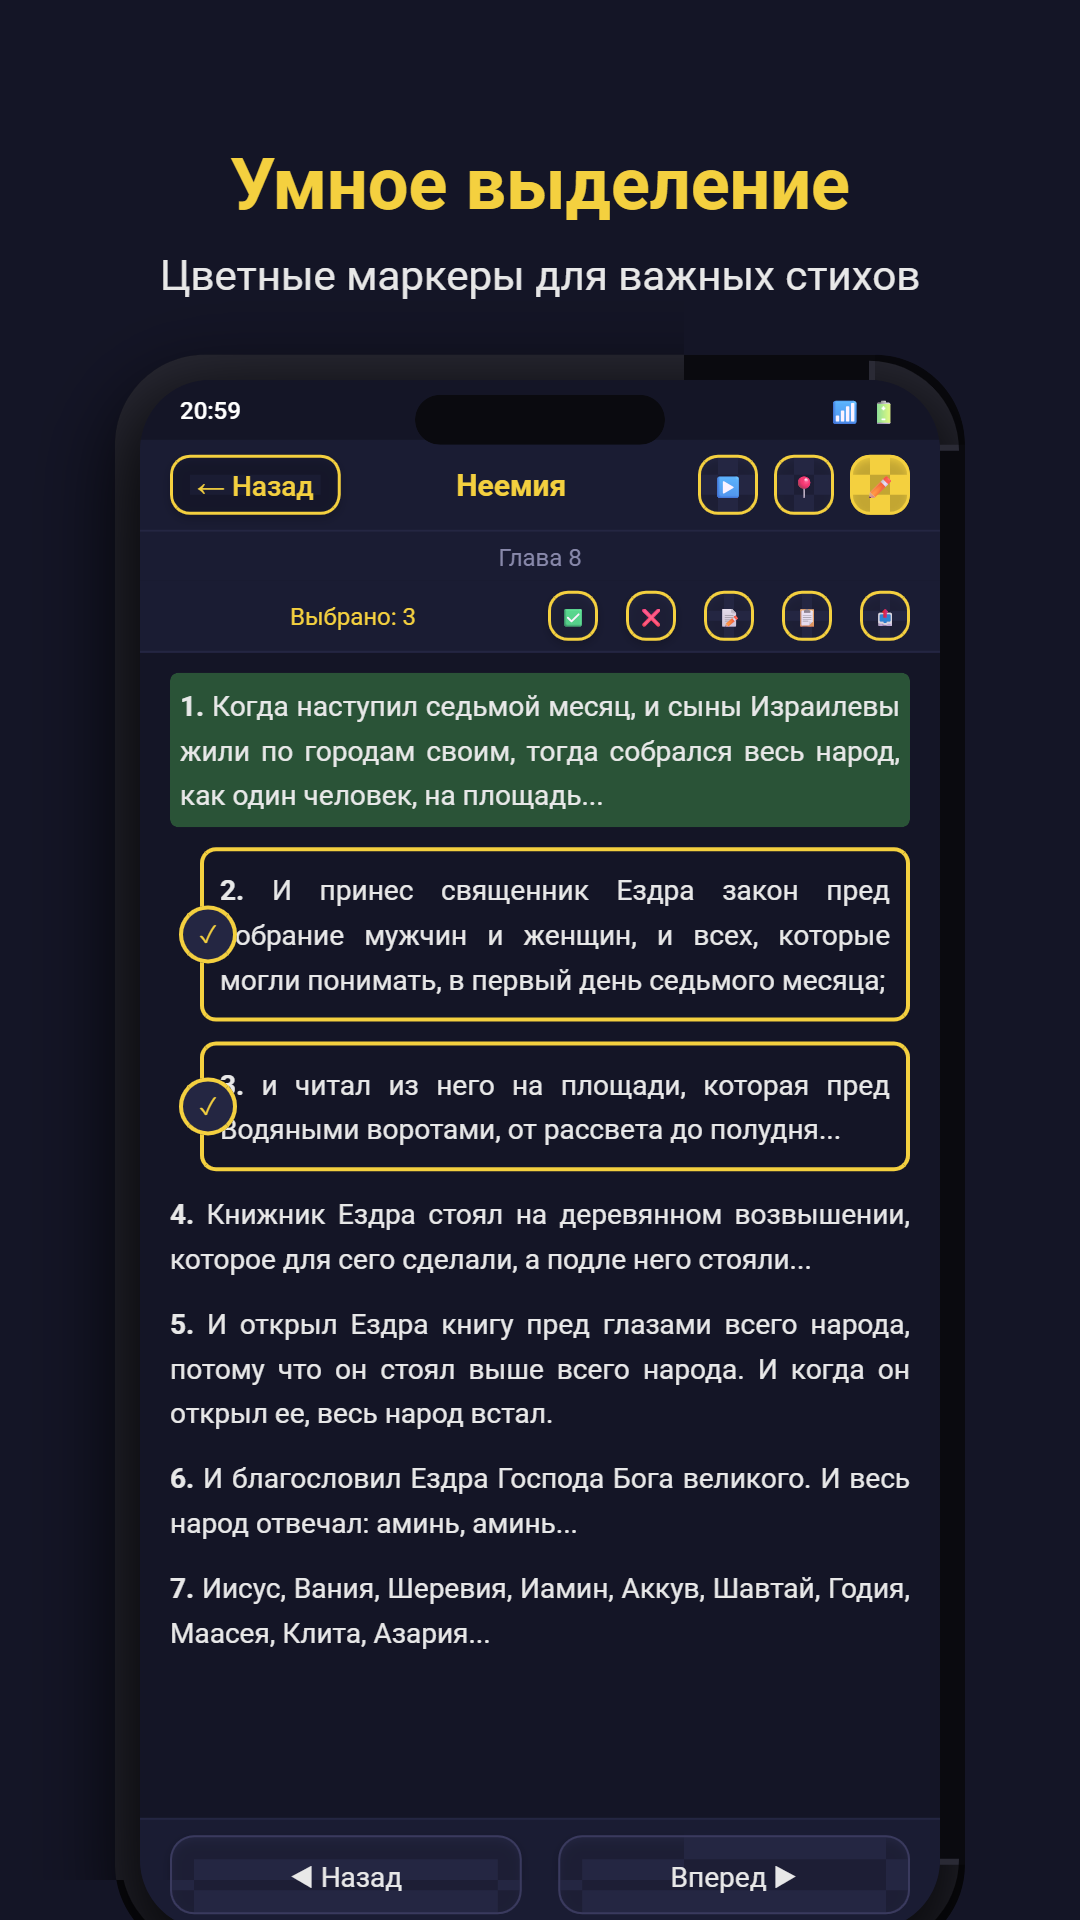 Умное выделение
Цветные маркеры для важных стихов
20:59
← Назад
Неемия
Глава 8
Выбрано: 3
1. Когда наступил седьмой месяц, и сыны Израилевы
жили по городам своим, тогда собрался весь народ,
как один человек, на площадь...
2. И принес священник Ездра закон пред
обрание мужчин и женщин, и всех, которые
могли понимать, в первый день седьмого месяца;
3. и читал из него на площади, которая пред
Водяными воротами, от рассвета до полудня...
4. Книжник Ездра стоял на деревянном возвышении,
которое для сего сделали, а подле него стояли...
5. И открыл Ездра книгу пред глазами всего народа,
потому что он стоял выше всего народа. И когда он
открыл ее, весь народ встал.
6. И благословил Ездра Господа Бога великого. И весь
народ отвечал: аминь, аминь...
7. Иисус, Вания, Шеревия, Иамин, Аккув, Шавтай, Годия,
Маасея, Клита, Азария...
◀ Назад
Вперед ▶